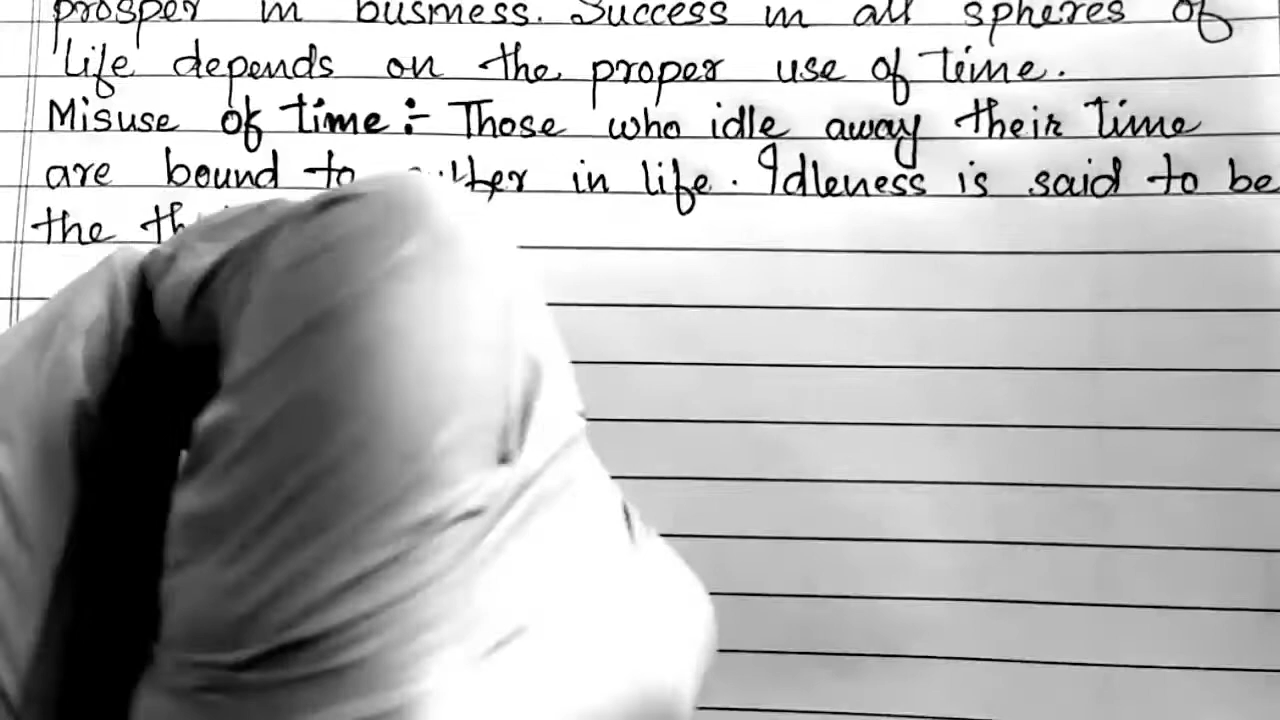 prosper in business. Success in all spheres of
life depends on the proper use of time.
Misuse of time :- Those who idle away their time
are bound to suffer in life. Idleness is said to be
the